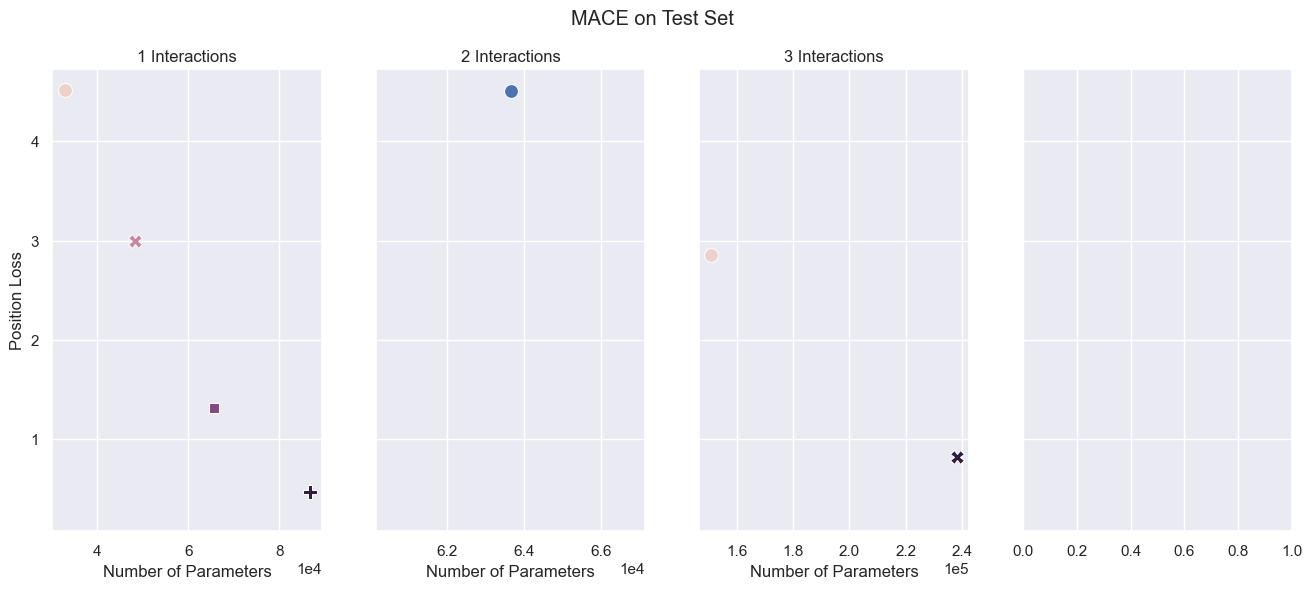 MACE on Test Set
1 Interactions
2 Interactions
3 Interactions
Position Loss
4
3
2
1
4 6 8
1e4
Number of Parameters
6.2 6.4 6.6
1e4
Number of Parameters
1.6 1.8 2.0 2.2 2.4
1e5
Number of Parameters
0.0 0.2 0.4 0.6 0.8 1.0